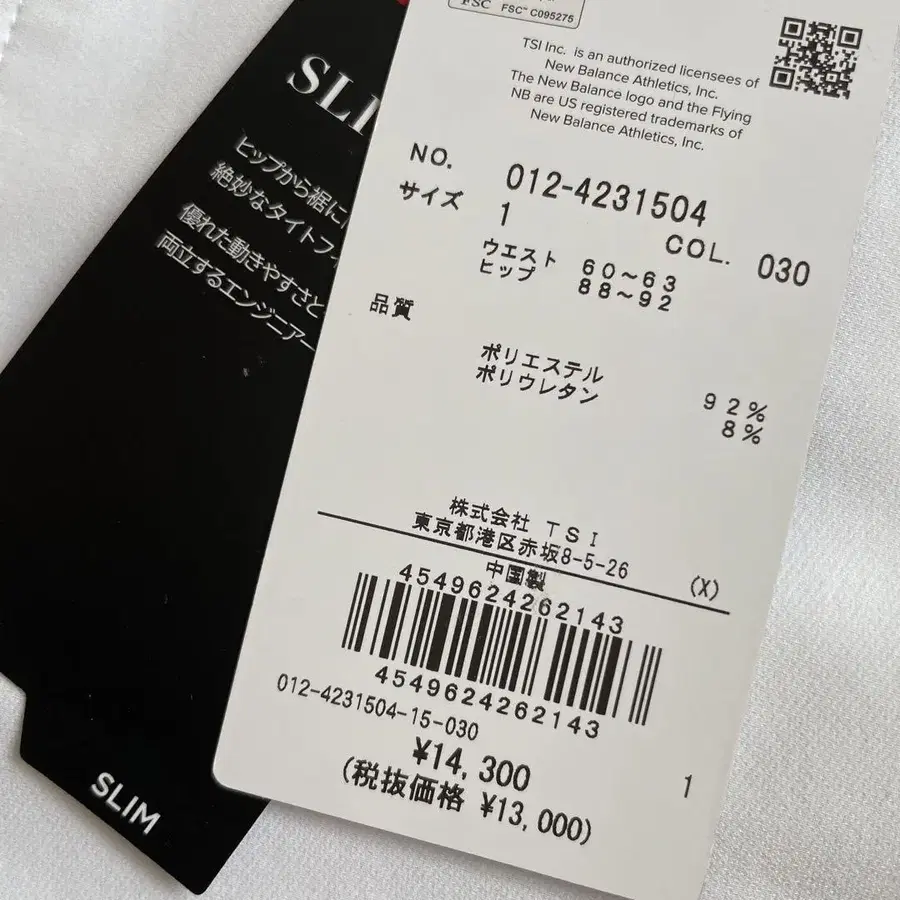 FSC
FSC™ C095275
TSI Inc. is an authorized licensees of
New Balance Athletics, Inc.
The New Balance logo and the Flying
NB are US registered trademarks of
New Balance Athletics, Inc.
NO. 012-4231504
サイズ 1 COL. 030
ウエスト 60～63
ヒップ 88～92
品質
ポリエステル 92%
ポリウレタン 8%
株式会社 TSI
東京都港区赤坂8-5-26
中国製 (X)
4549624262143
4549624262143
012-4231504-15-030
¥14,300 1
(税抜価格 ¥13,000)
ヒップから裾に
絶妙なタイトフィ
優れた動きやすさと
両立するエンジニアー
SLIM